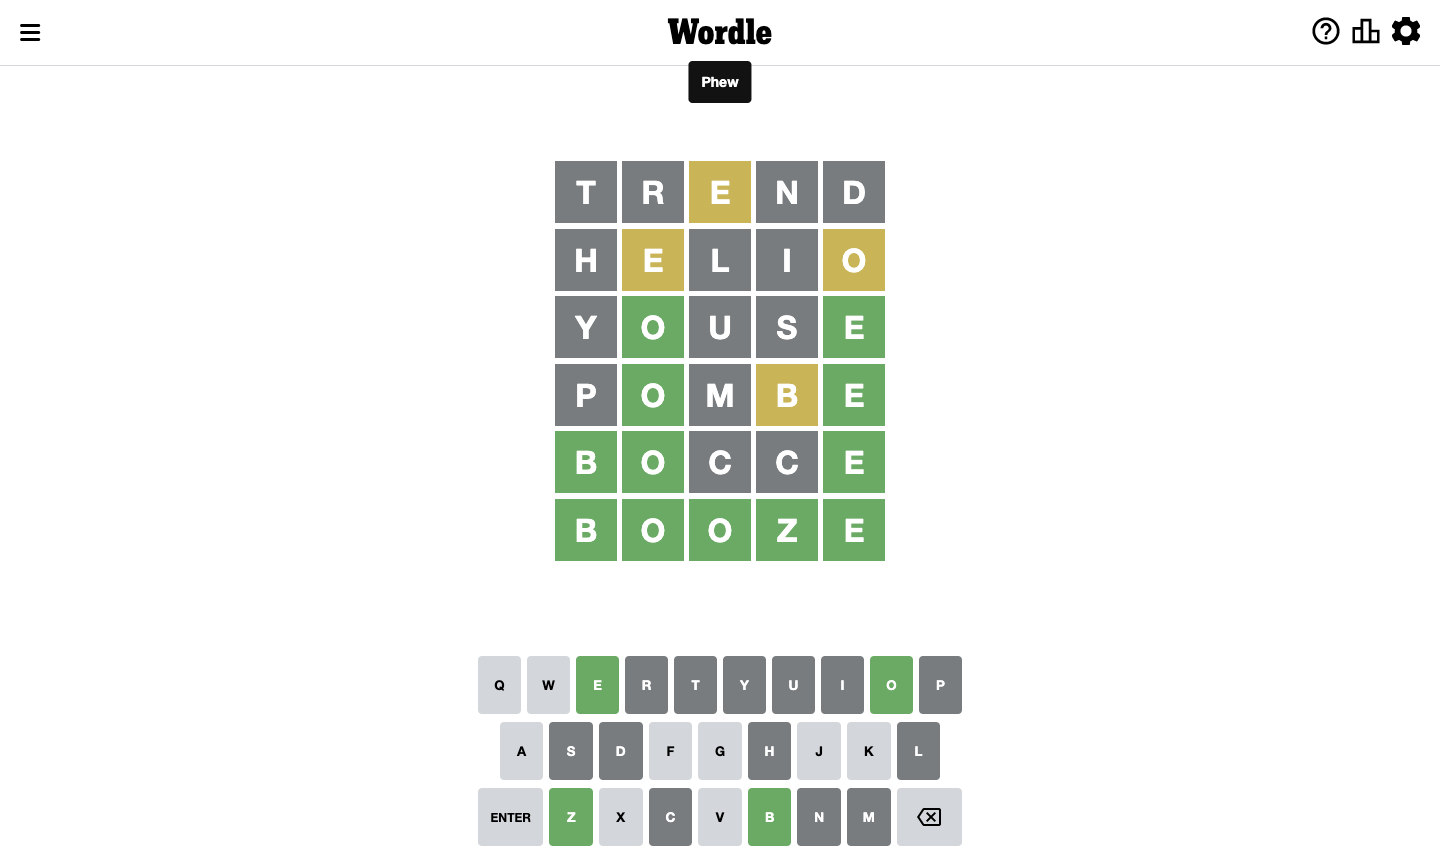 Wordle
Phew
T R E N D
H E L I O
Y O U S E
P O M B E
B O C C E
B O O Z E
Q W E R T Y U I O P
A S D F G H J K L
ENTER Z X C V B N M